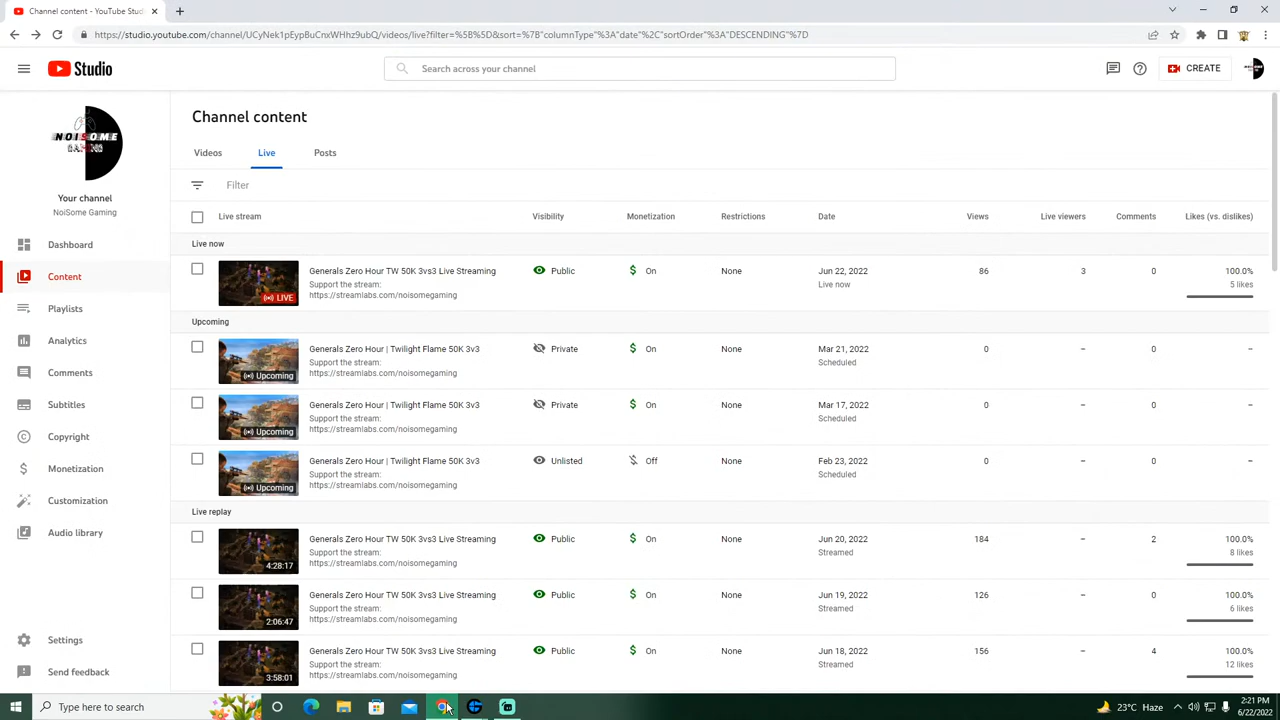 Channel content - YouTube Studio
https://studio.youtube.com/channel/UCyNek1pEypBuCnxWHhz9ubQ/videos/live?filter=%5B%5D&sort=%7B"columnType"%3A"date"%2C"sortOrder"%3A"DESCENDING"%7D
Studio
Search across your channel
CREATE
NOISOME
GAMING
Your channel
NoiSome Gaming
Dashboard
Content
Playlists
Analytics
Comments
Subtitles
Copyright
Monetization
Customization
Audio library
Settings
Send feedback
Channel content
Videos Live Posts
Filter
Live stream Visibility Monetization Restrictions Date Views Live viewers Comments Likes (vs. dislikes)
Live now
Generals Zero Hour TW 50K 3vs3 Live Streaming Public On None Jun 22, 2022 86 3 0 100.0%
Support the stream: Live now 5 likes
https://streamlabs.com/noisomegaming
LIVE
Upcoming
Generals Zero Hour | Twilight Flame 50K 3v3 Private On None Mar 21, 2022 0 – 0 –
Support the stream: Scheduled
https://streamlabs.com/noisomegaming
Upcoming
Generals Zero Hour | Twilight Flame 50K 3v3 Private On None Mar 17, 2022 0 – 0 –
Support the stream: Scheduled
https://streamlabs.com/noisomegaming
Upcoming
Generals Zero Hour | Twilight Flame 50K 3v3 Unlisted Off None Feb 23, 2022 0 – 0 –
Support the stream: Scheduled
https://streamlabs.com/noisomegaming
Upcoming
Live replay
Generals Zero Hour TW 50K 3vs3 Live Streaming Public On None Jun 20, 2022 184 – 2 100.0%
Support the stream: Streamed 8 likes
https://streamlabs.com/noisomegaming
4:28:17
Generals Zero Hour TW 50K 3vs3 Live Streaming Public On None Jun 19, 2022 126 – 0 100.0%
Support the stream: Streamed 6 likes
https://streamlabs.com/noisomegaming
2:06:47
Generals Zero Hour TW 50K 3vs3 Live Streaming Public On None Jun 18, 2022 156 – 4 100.0%
Support the stream: Streamed 12 likes
https://streamlabs.com/noisomegaming
3:58:01
Type here to search
23°C Haze
2:21 PM
6/22/2022